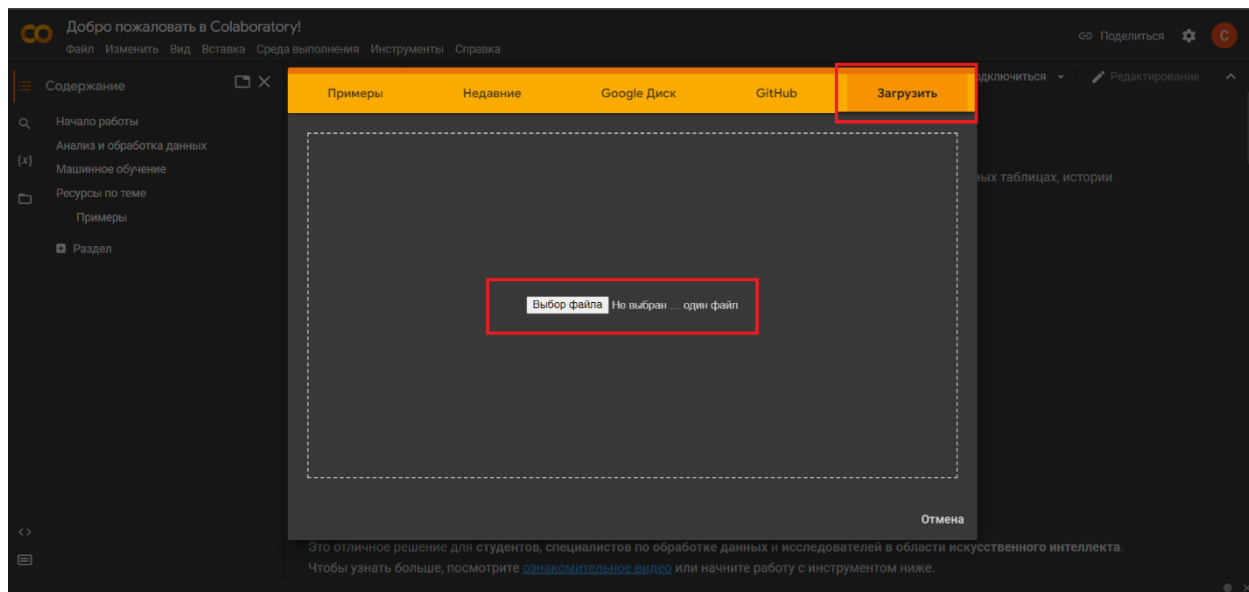 CO
Добро пожаловать в Colaboratory!
Файл Изменить Вид Вставка Среда выполнения Инструменты Справка
Поделиться
C
Содержание
Примеры Недавние Google Диск GitHub Загрузить
одключиться
Редактирование
Начало работы
Анализ и обработка данных
{x}
Машинное обучение
ных таблицах, истории
Ресурсы по теме
Примеры
Раздел
Выбор файла Не выбран ... один файл
Отмена
<>
Это отличное решение для студентов, специалистов по обработке данных и исследователей в области искусственного интеллекта.
Чтобы узнать больше, посмотрите ознакомительное видео или начните работу с инструментом ниже.